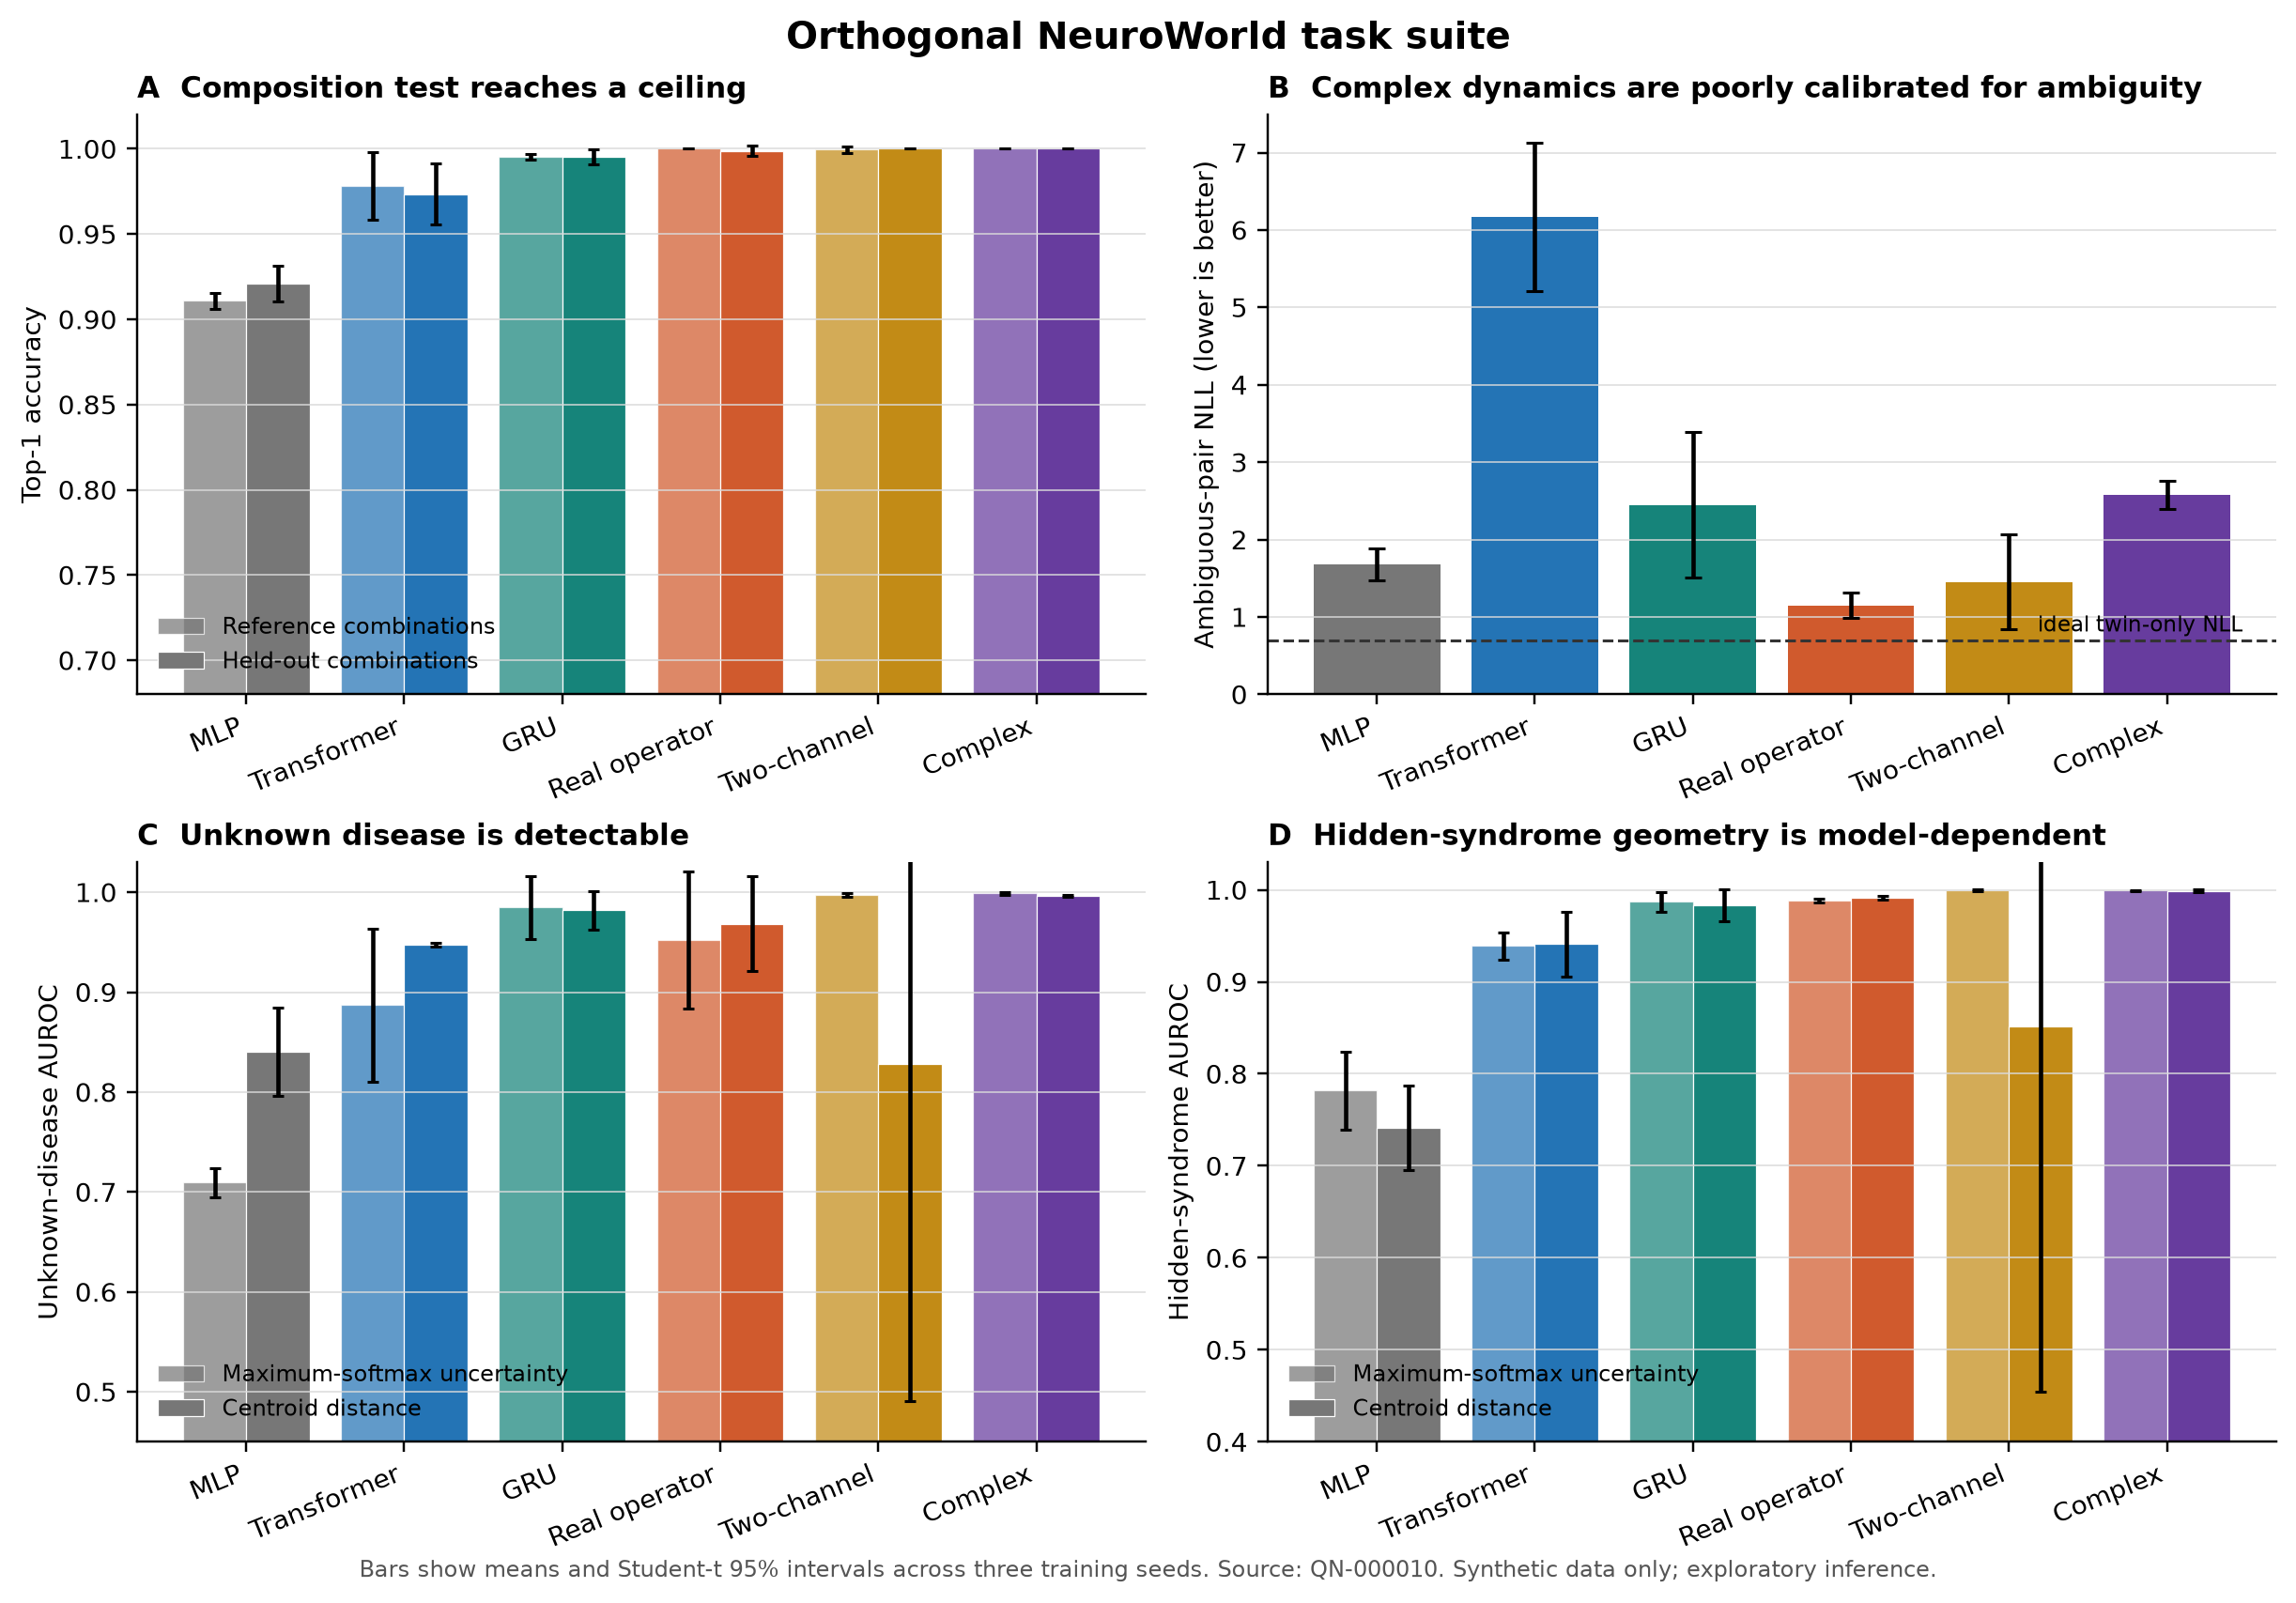 Orthogonal NeuroWorld task suite
A Composition test reaches a ceiling
Top-1 accuracy
1.00
0.95
0.90
0.85
0.80
0.75
0.70
Reference combinations
Held-out combinations
MLP
Transformer
GRU
Real operator
Two-channel
Complex
B Complex dynamics are poorly calibrated for ambiguity
Ambiguous-pair NLL (lower is better)
7
6
5
4
3
2
1
0
ideal twin-only NLL
MLP
Transformer
GRU
Real operator
Two-channel
Complex
C Unknown disease is detectable
Unknown-disease AUROC
1.0
0.9
0.8
0.7
0.6
0.5
Maximum-softmax uncertainty
Centroid distance
MLP
Transformer
GRU
Real operator
Two-channel
Complex
D Hidden-syndrome geometry is model-dependent
Hidden-syndrome AUROC
1.0
0.9
0.8
0.7
0.6
0.5
0.4
Maximum-softmax uncertainty
Centroid distance
MLP
Transformer
GRU
Real operator
Two-channel
Complex
Bars show means and Student-t 95% intervals across three training seeds. Source: QN-000010. Synthetic data only; exploratory inference.